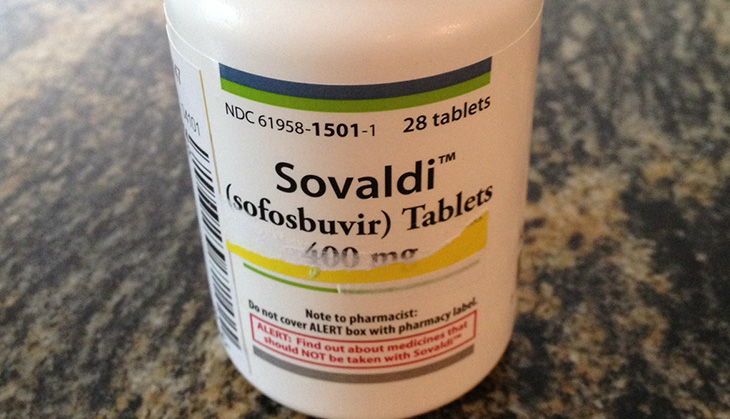 NDC 61958-1501-1 28 tablets
Sovaldi™
(sofosbuvir) Tablets
400 mg
Note to pharmacist:
Do not cover ALERT box with pharmacy label.
ALERT: Find out about medicines that
should NOT be taken with Sovaldi™